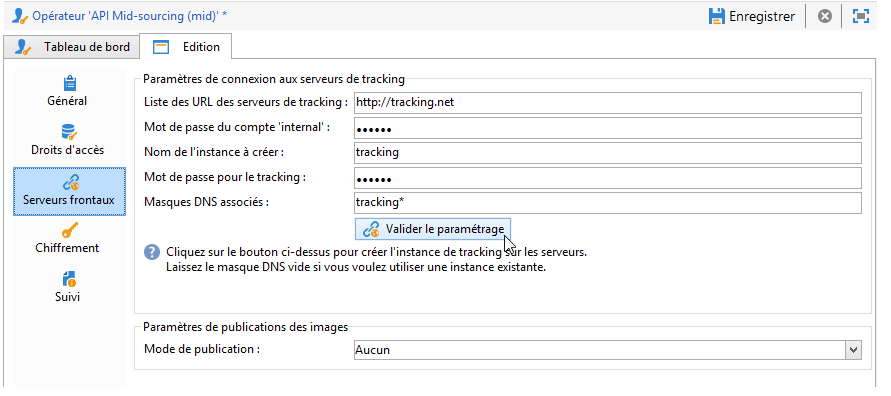 Opérateur 'API Mid-sourcing (mid)' *
Enregistrer
Tableau de bord
Edition
Général
Droits d'accès
Serveurs frontaux
Chiffrement
Suivi
Paramètres de connexion aux serveurs de tracking
Liste des URL des serveurs de tracking : http://tracking.net
Mot de passe du compte 'internal' : ••••••
Nom de l'instance à créer : tracking
Mot de passe pour le tracking : ••••••
Masques DNS associés : tracking*
Valider le paramétrage
Cliquez sur le bouton ci-dessus pour créer l'instance de tracking sur les serveurs.
Laissez le masque DNS vide si vous voulez utiliser une instance existante.
Paramètres de publications des images
Mode de publication : Aucun